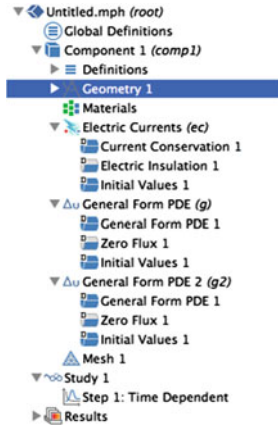 Untitled.mph (root)
Global Definitions
Component 1 (comp1)
Definitions
Geometry 1
Materials
Electric Currents (ec)
Current Conservation 1
Electric Insulation 1
Initial Values 1
General Form PDE (g)
General Form PDE 1
Zero Flux 1
Initial Values 1
General Form PDE 2 (g2)
General Form PDE 1
Zero Flux 1
Initial Values 1
Mesh 1
Study 1
Step 1: Time Dependent
Results